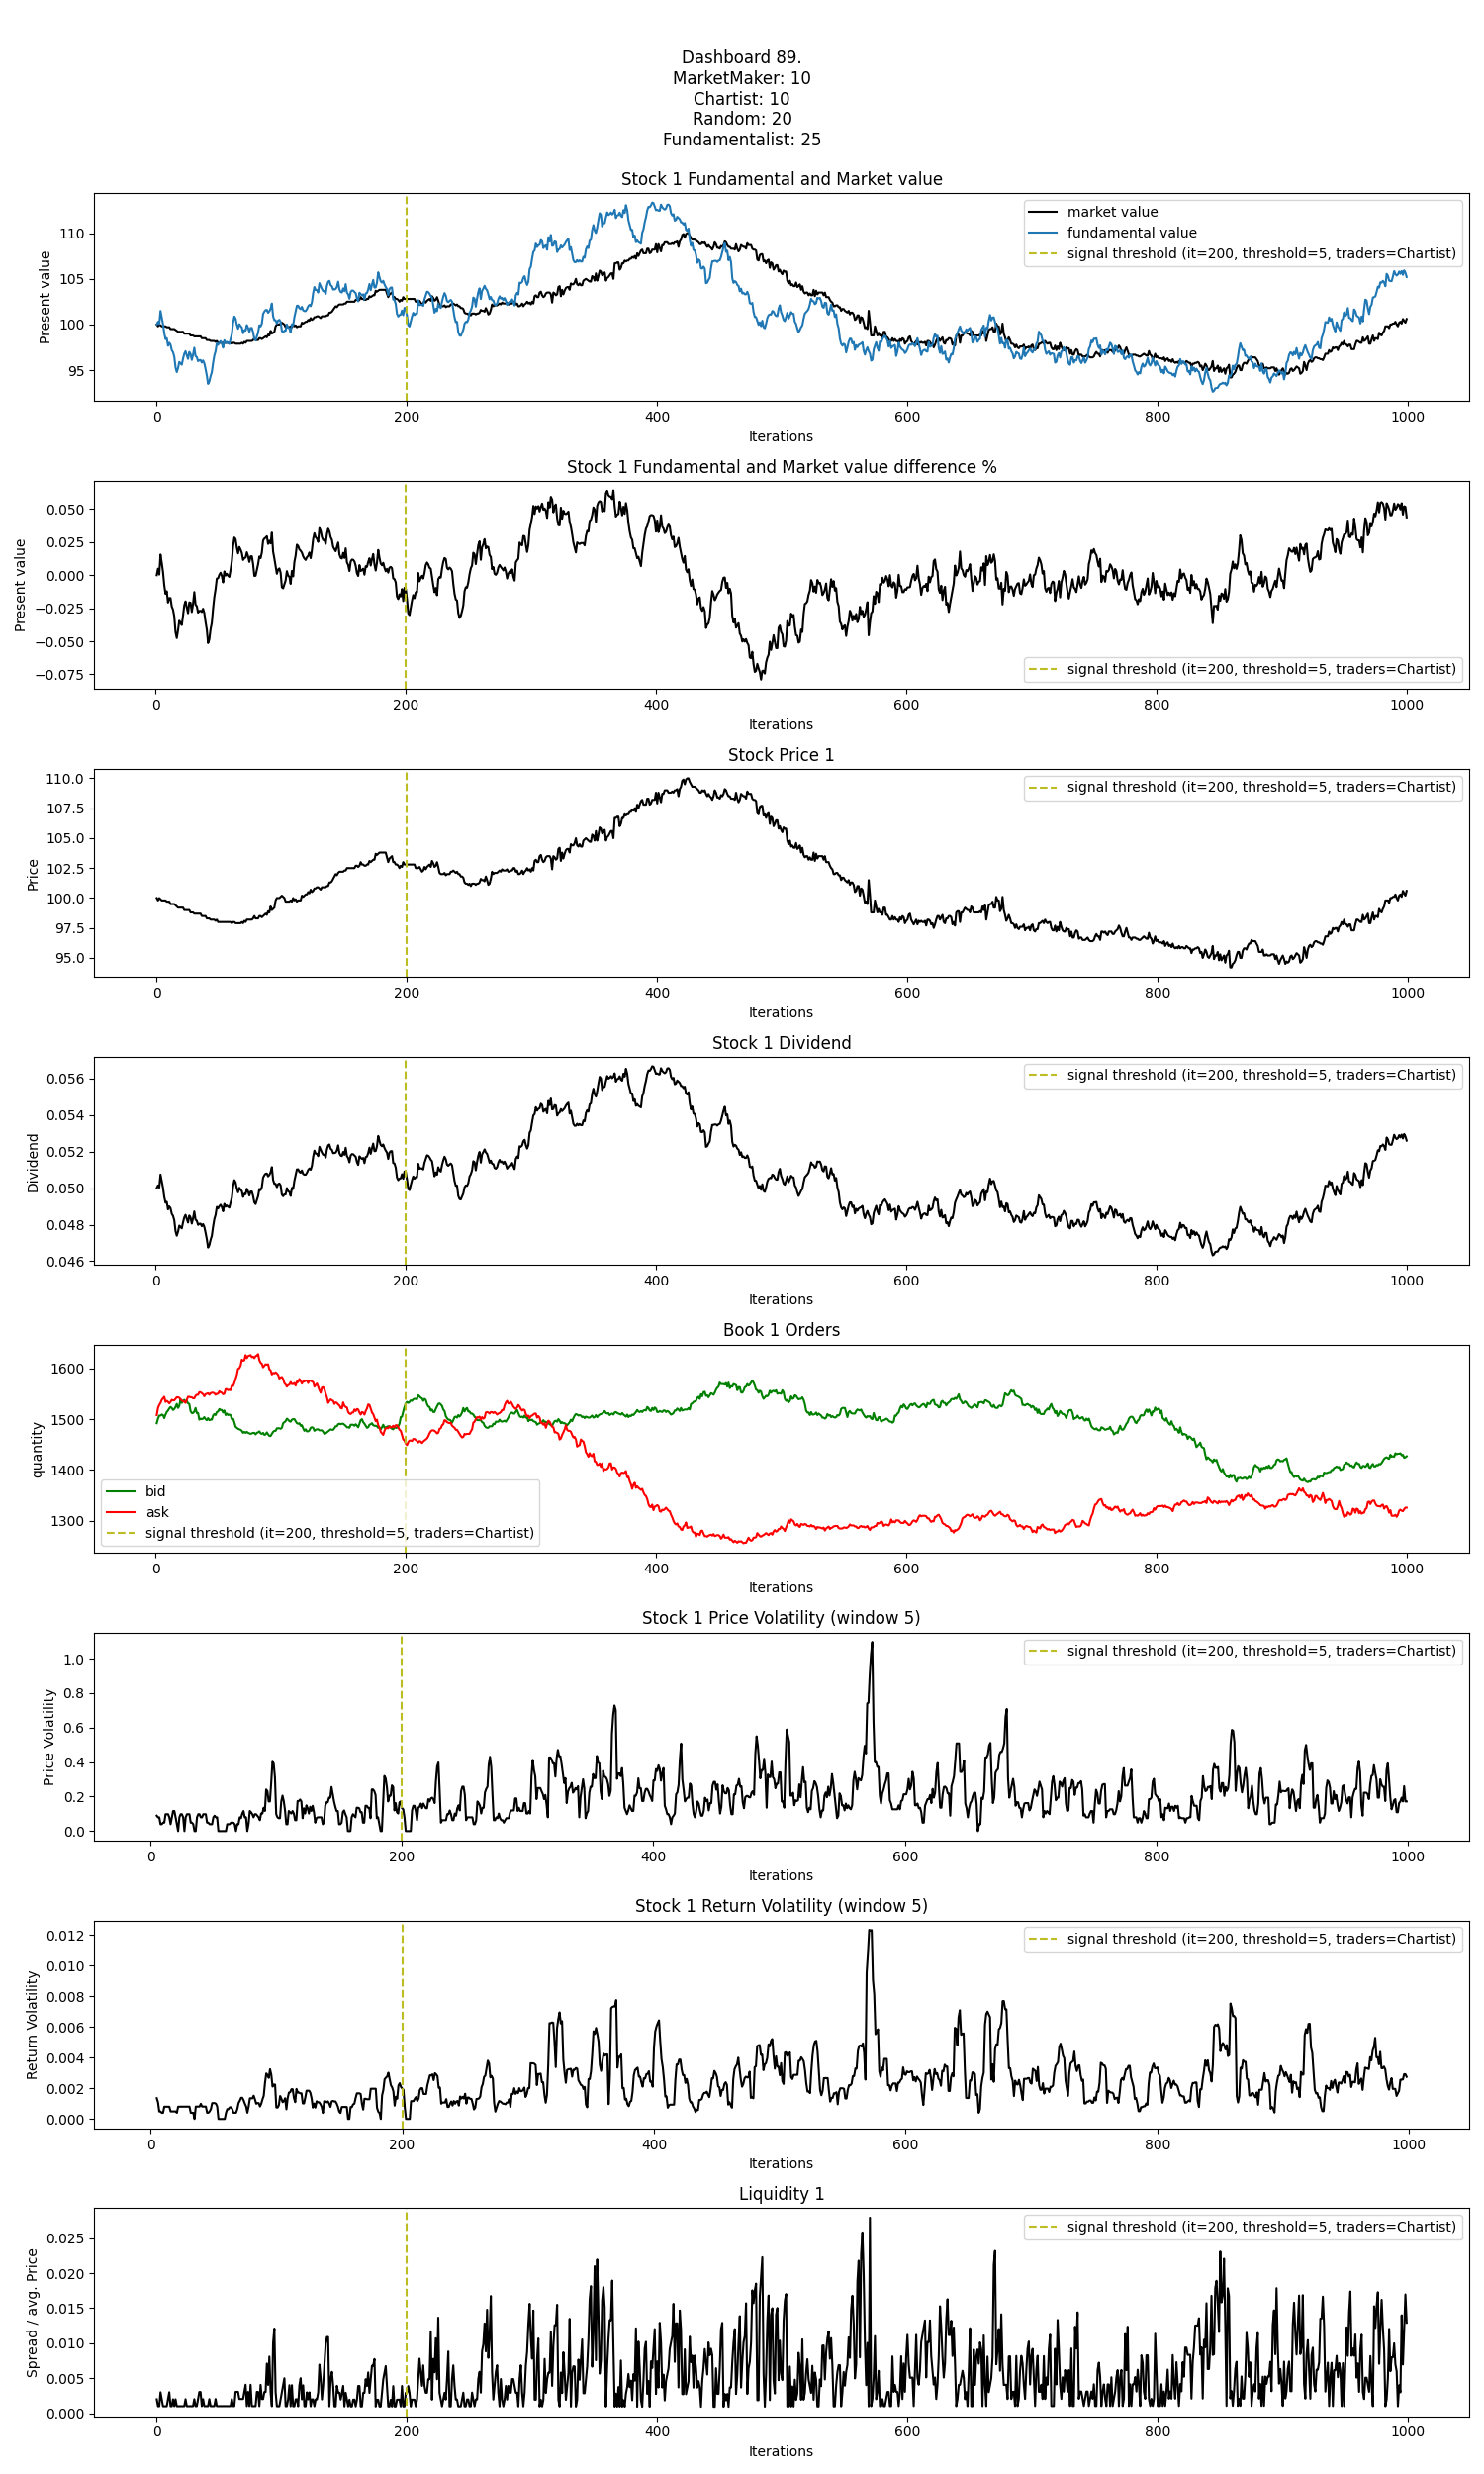 Dashboard 89.
MarketMaker: 10
Chartist: 10
Random: 20
Fundamentalist: 25
Stock 1 Fundamental and Market value
Present value
110
105
100
95
market value
fundamental value
signal threshold (it=200, threshold=5, traders=Chartist)
0 200 400 600 800 1000
Iterations
Stock 1 Fundamental and Market value difference %
Present value
0.050
0.025
0.000
−0.025
−0.050
−0.075
signal threshold (it=200, threshold=5, traders=Chartist)
0 200 400 600 800 1000
Iterations
Stock Price 1
Price
110.0
107.5
105.0
102.5
100.0
97.5
95.0
signal threshold (it=200, threshold=5, traders=Chartist)
0 200 400 600 800 1000
Iterations
Stock 1 Dividend
Dividend
0.056
0.054
0.052
0.050
0.048
0.046
signal threshold (it=200, threshold=5, traders=Chartist)
0 200 400 600 800 1000
Iterations
Book 1 Orders
quantity
1600
1500
1400
1300
bid
ask
signal threshold (it=200, threshold=5, traders=Chartist)
0 200 400 600 800 1000
Iterations
Stock 1 Price Volatility (window 5)
Price Volatility
1.0
0.8
0.6
0.4
0.2
0.0
signal threshold (it=200, threshold=5, traders=Chartist)
0 200 400 600 800 1000
Iterations
Stock 1 Return Volatility (window 5)
Return Volatility
0.012
0.010
0.008
0.006
0.004
0.002
0.000
signal threshold (it=200, threshold=5, traders=Chartist)
0 200 400 600 800 1000
Iterations
Liquidity 1
Spread / avg. Price
0.025
0.020
0.015
0.010
0.005
0.000
signal threshold (it=200, threshold=5, traders=Chartist)
0 200 400 600 800 1000
Iterations